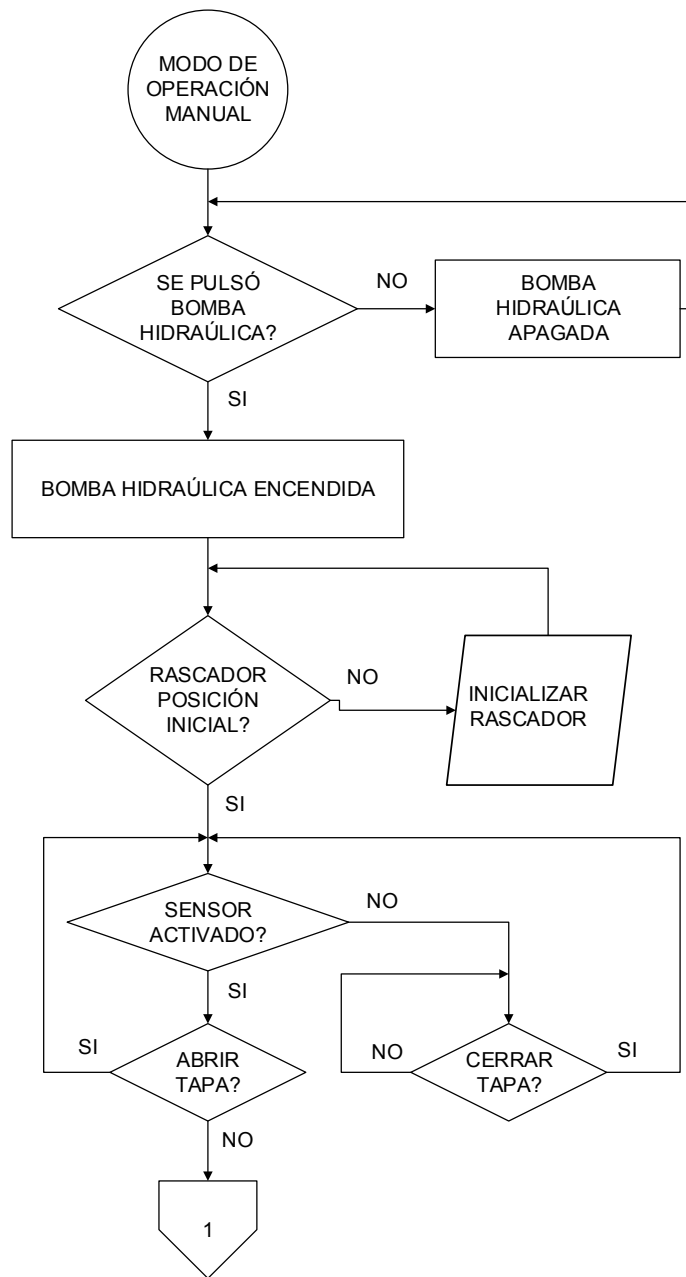 MODO DE
OPERACIÓN
MANUAL
SE PULSÓ
BOMBA
HIDRAÚLICA?
NO
BOMBA
HIDRAÚLICA
APAGADA
SI
BOMBA HIDRAÚLICA ENCENDIDA
RASCADOR
POSICIÓN
INICIAL?
NO
INICIALIZAR
RASCADOR
SI
SENSOR
ACTIVADO?
NO
SI
SI
ABRIR
TAPA?
NO
CERRAR
TAPA?
SI
NO
1